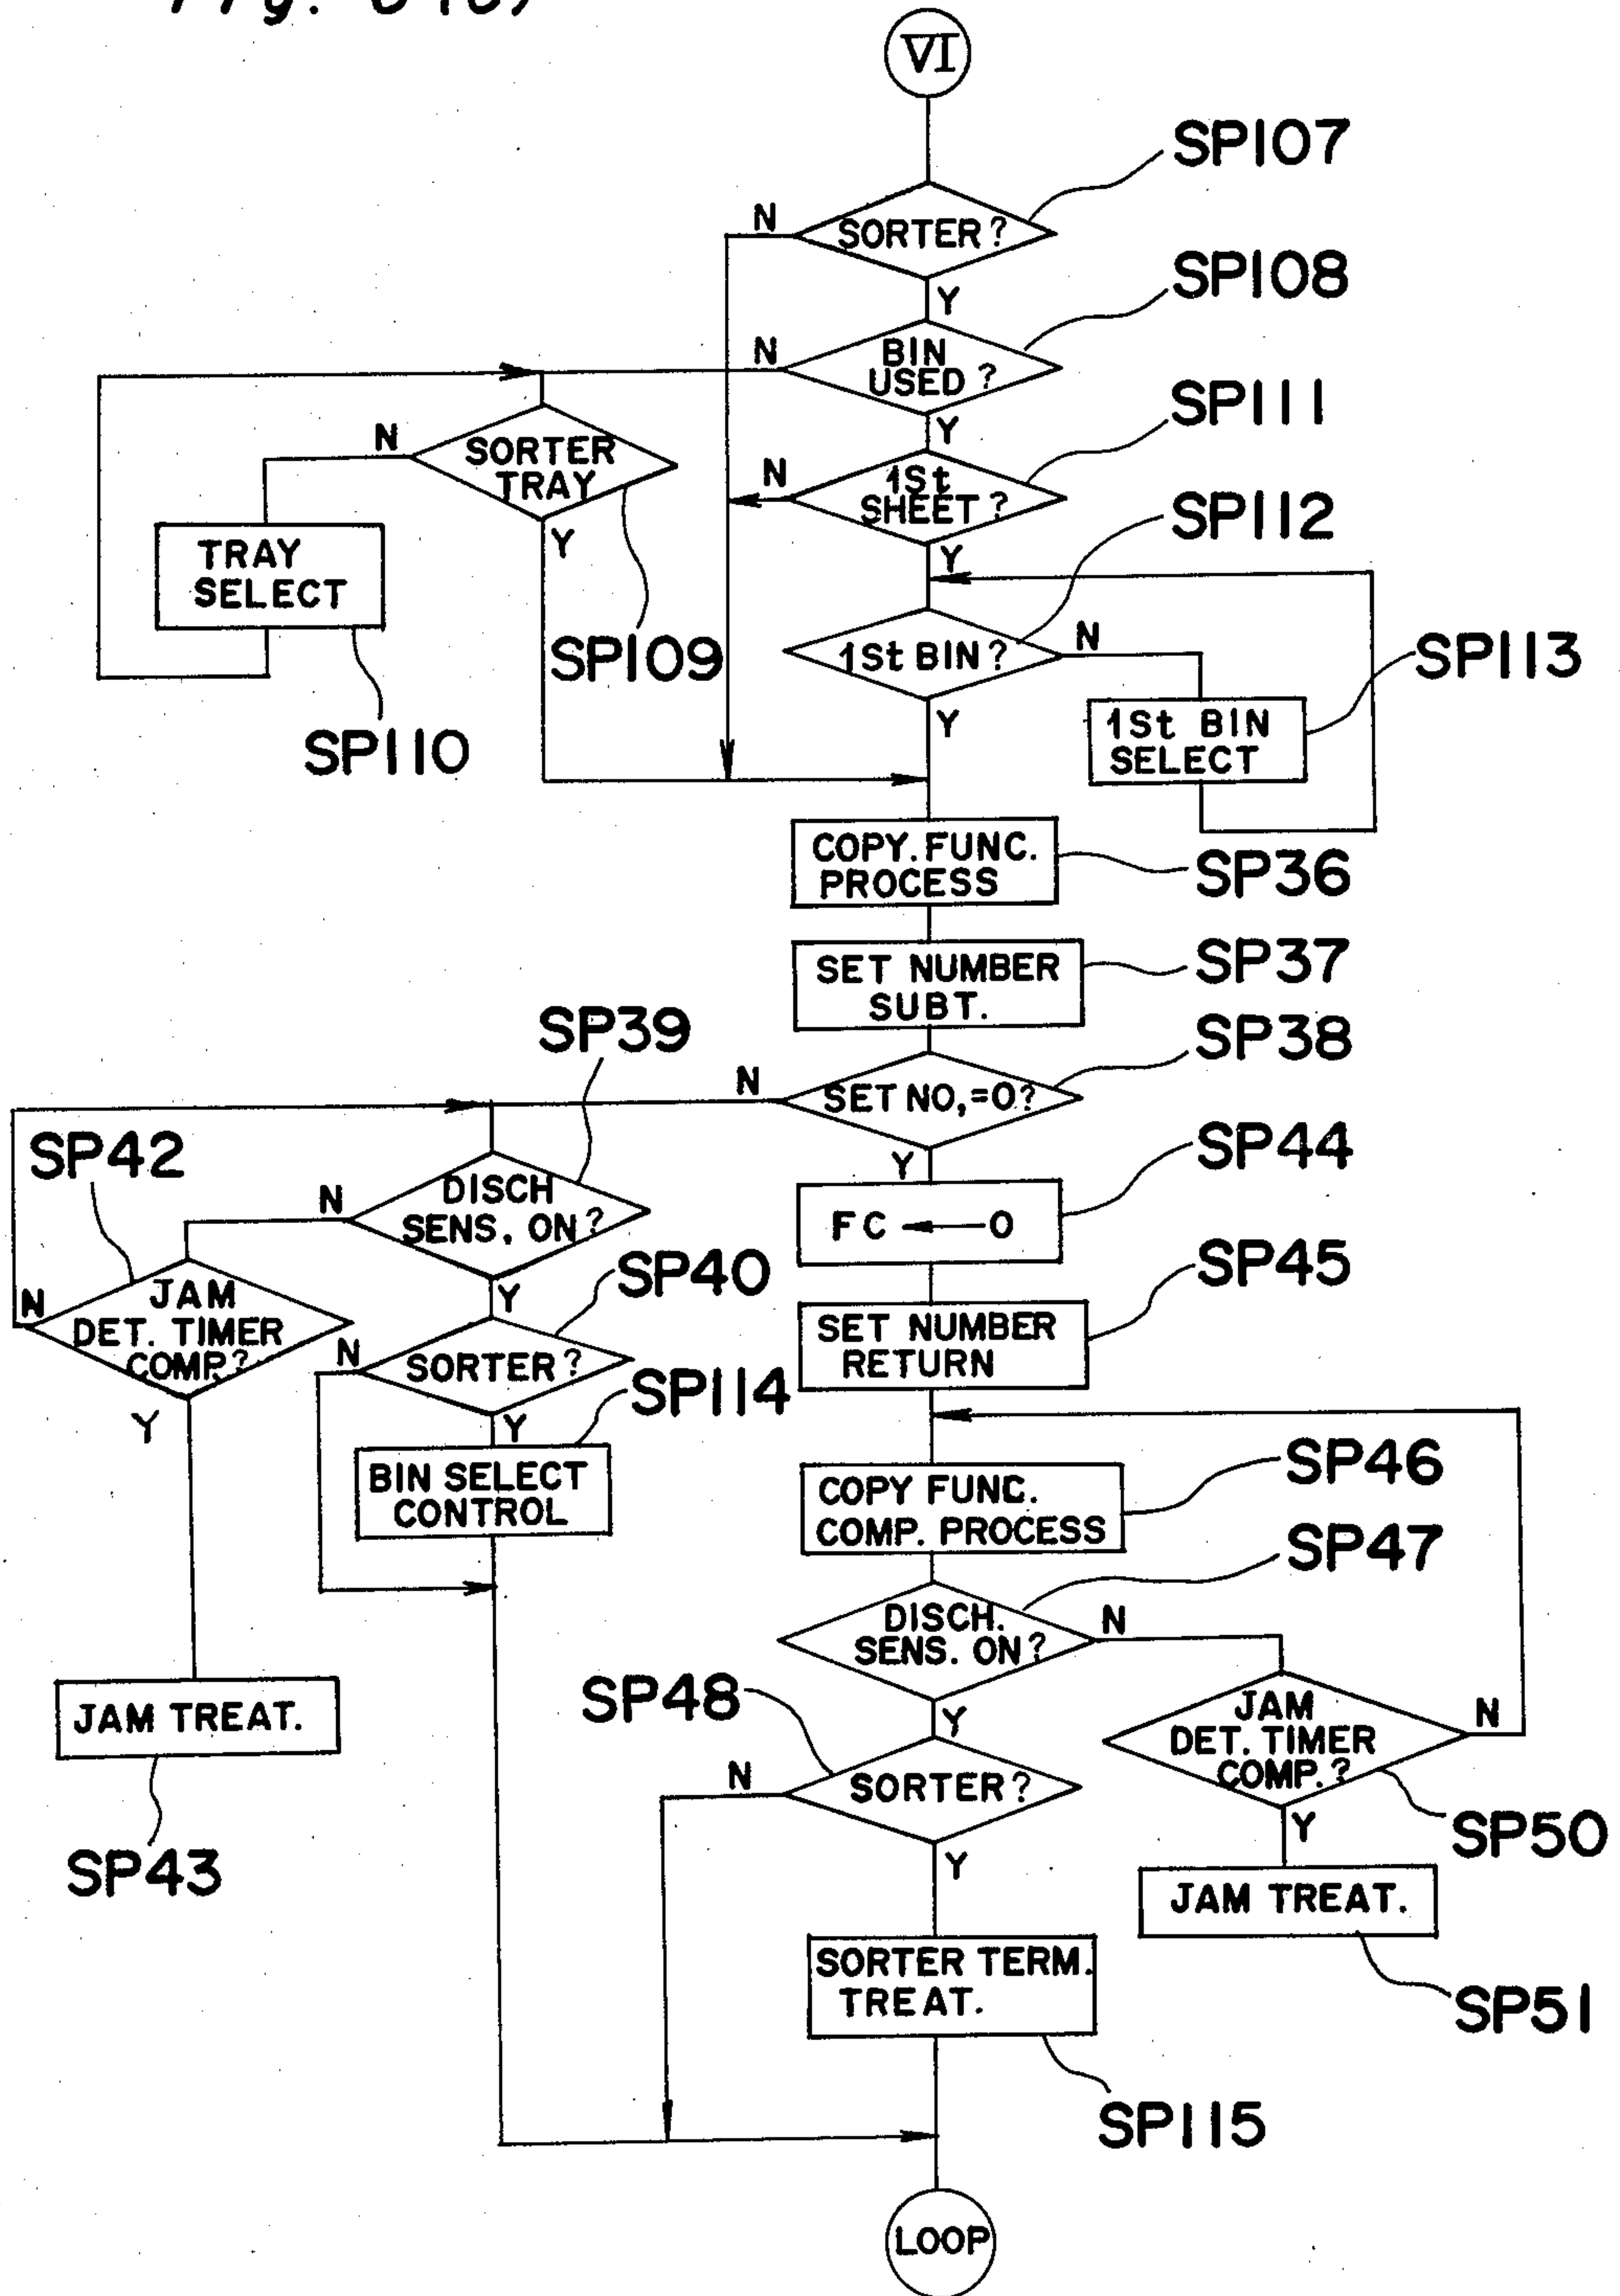 VI
SP107
N
SORTER?
SP108
Y
N
BIN
USED?
SP111
Y
N
SORTER
TRAY
N
1St
SHEET?
SP112
Y
Y
TRAY
SELECT
SP109
1St BIN?
N
SP113
SP110
Y
1St BIN
SELECT
COPY. FUNC.
PROCESS
SP36
SET NUMBER
SUBT.
SP37
SP39
SP38
N
SET NO,=0?
SP42
SP44
Y
DISCH
SENS. ON?
N
FC ← 0
SP40
SP45
Y
N
JAM
DET. TIMER
COMP.?
SET NUMBER
RETURN
N
SORTER?
SP114
Y
Y
BIN SELECT
CONTROL
SP46
COPY FUNC.
COMP. PROCESS
SP47
DISCH.
SENS. ON?
N
SP48
JAM TREAT.
Y
JAM
DET. TIMER
COMP.?
N
N
SORTER?
SP43
SP50
Y
Y
JAM TREAT.
SORTER TERM.
TREAT.
SP51
SP115
LOOP